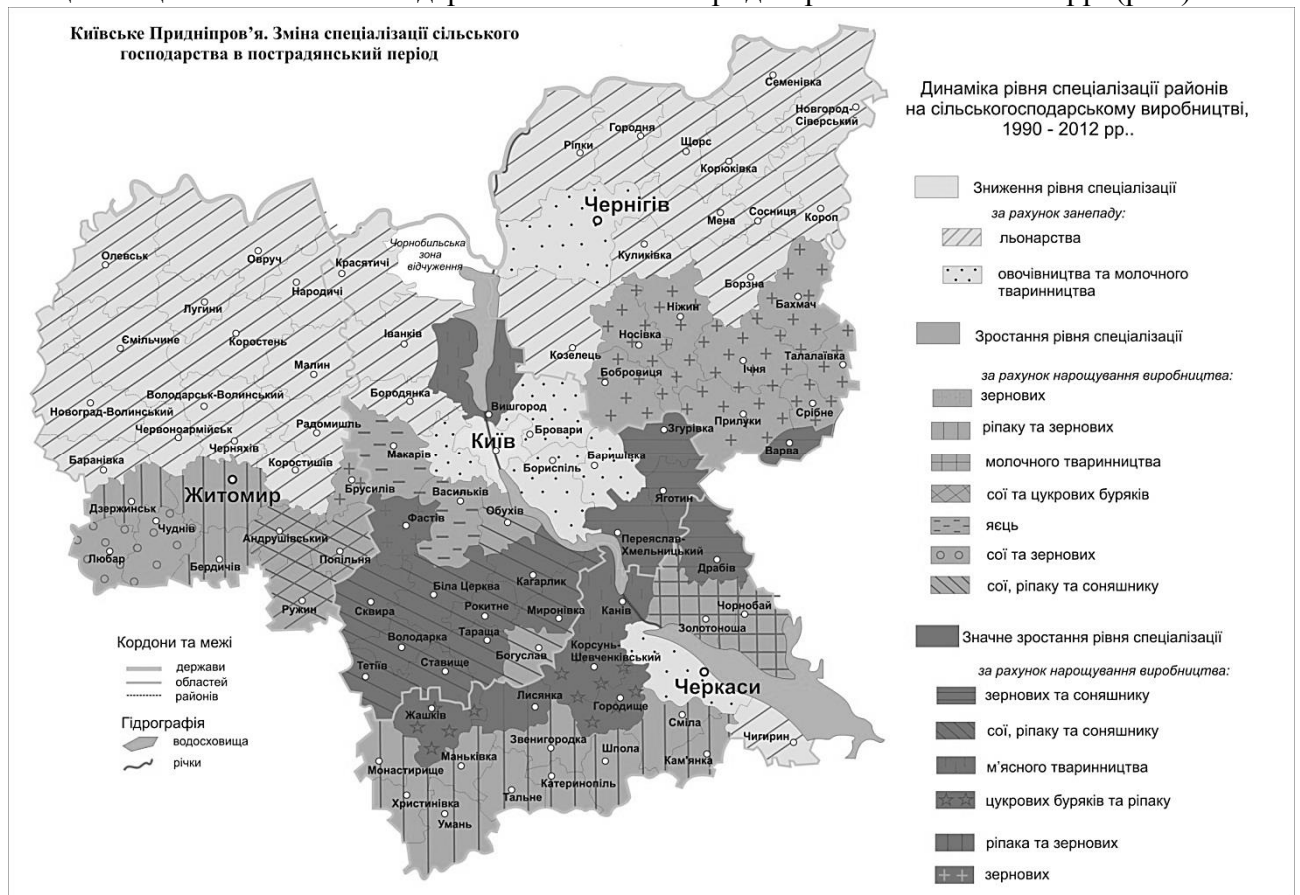 Київське Придніпров'я. Зміна спеціалізації сільського
господарства в пострадянський період
Динаміка рівня спеціалізації районів
на сільськогосподарському виробництві,
1990 - 2012 рр..
Зниження рівня спеціалізації
за рахунок занепаду:
льонарства
овочівництва та молочного
тваринництва
Зростання рівня спеціалізації
за рахунок нарощування виробництва:
зернових
ріпаку та зернових
молочного тваринництва
сої та цукрових буряків
яєць
сої та зернових
сої, ріпаку та соняшнику
Значне зростання рівня спеціалізації
за рахунок нарощування виробництва:
зернових та соняшнику
сої, ріпаку та соняшнику
м'ясного тваринництва
цукрових буряків та ріпаку
ріпака та зернових
зернових
Семенівка
Новгород-
Сіверський
Городня
Ріпки
Щорс
Корюківка
Чернігів
Мена
Сосниця
Короп
Куликівка
Борзна
Бахмач
Ніжин
Носівка
Козелець
Бобровиця
Ічня
Талалаївка
Срібне
Прилуки
Варва
Чорнобильська
зона
відчуження
Олевськ
Овруч
Красятичі
Народичі
Лугини
Іванків
Ємільчине
Коростень
Малин
Володарськ-Волинський
Бородянка
Новоград-Волинський
Червоноармійськ
Радомишль
Черняхів
Баранівка
Коростишів
Вишгород
Київ
Бровари
Згурівка
Макарів
Бориспіль
Баришівка
Житомир
Брусилів
Васильків
Яготин
Дзержинськ
Обухів
Фастів
Чуднів
Андрушівський
Переяслав-
Хмельницький
Любар
Попільня
Бердичів
Драбів
Кагарлик
Біла Церква
Ружин
Сквира
Рокитне
Миронівка
Канів
Чорнобай
Золотоноша
Володарка
Тараща
Богуслав
Корсунь-
Шевченківський
Тетіїв
Ставище
Черкаси
Лисянка
Городище
Жашків
Сміла
Звенигородка
Чигирин
Маньківка
Шпола
Кам'янка
Монастирище
Катеринопіль
Тальне
Христинівка
Умань
Кордони та межі
держави
областей
районів
Гідрографія
водосховища
річки